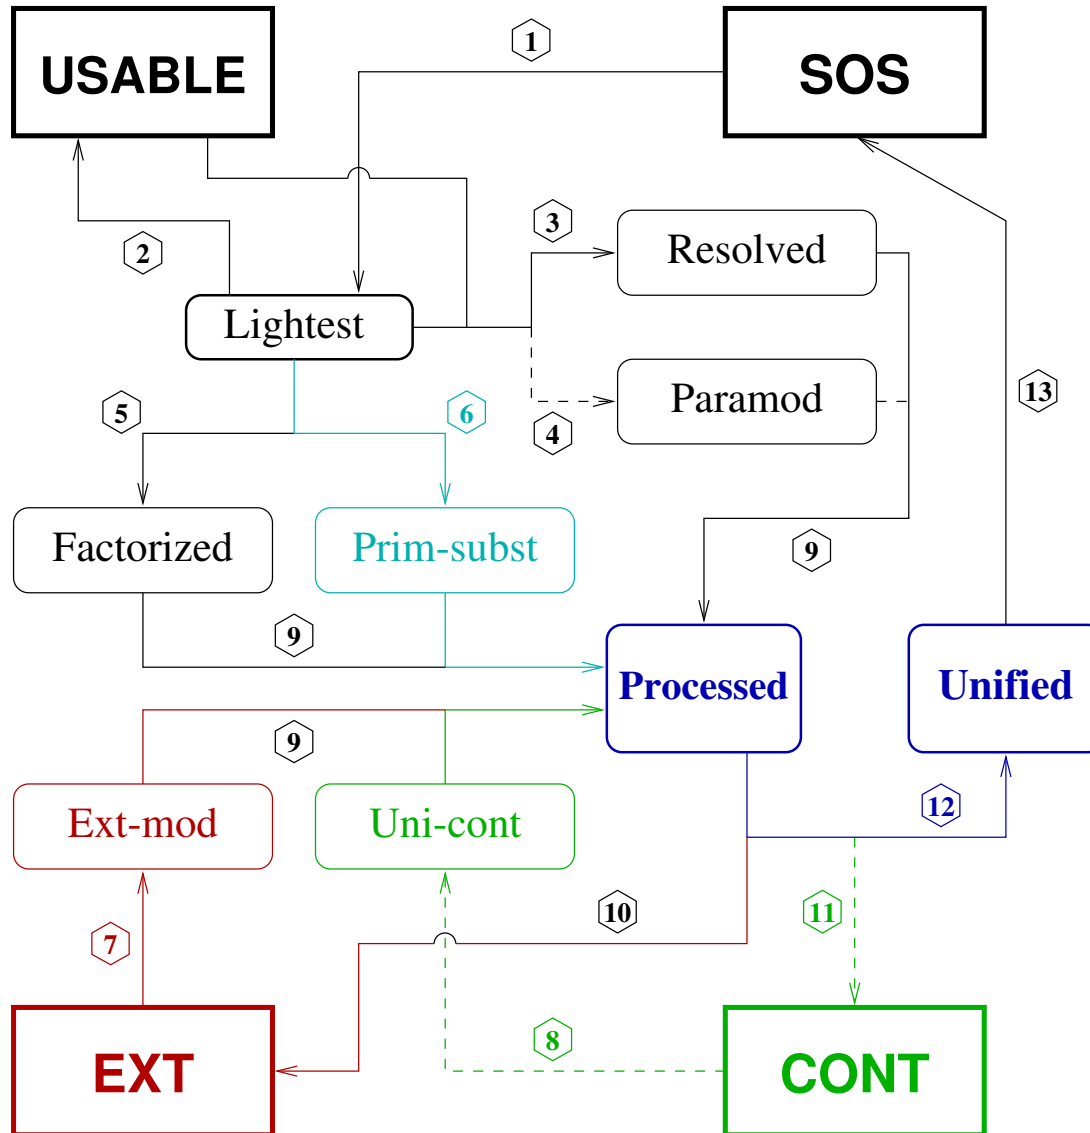 1
USABLE
SOS
2
3
Resolved
Lightest
13
5
6
4
Paramod
Factorized
Prim-subst
9
9
Processed
Unified
9
Ext-mod
Uni-cont
12
7
10
11
8
EXT
CONT